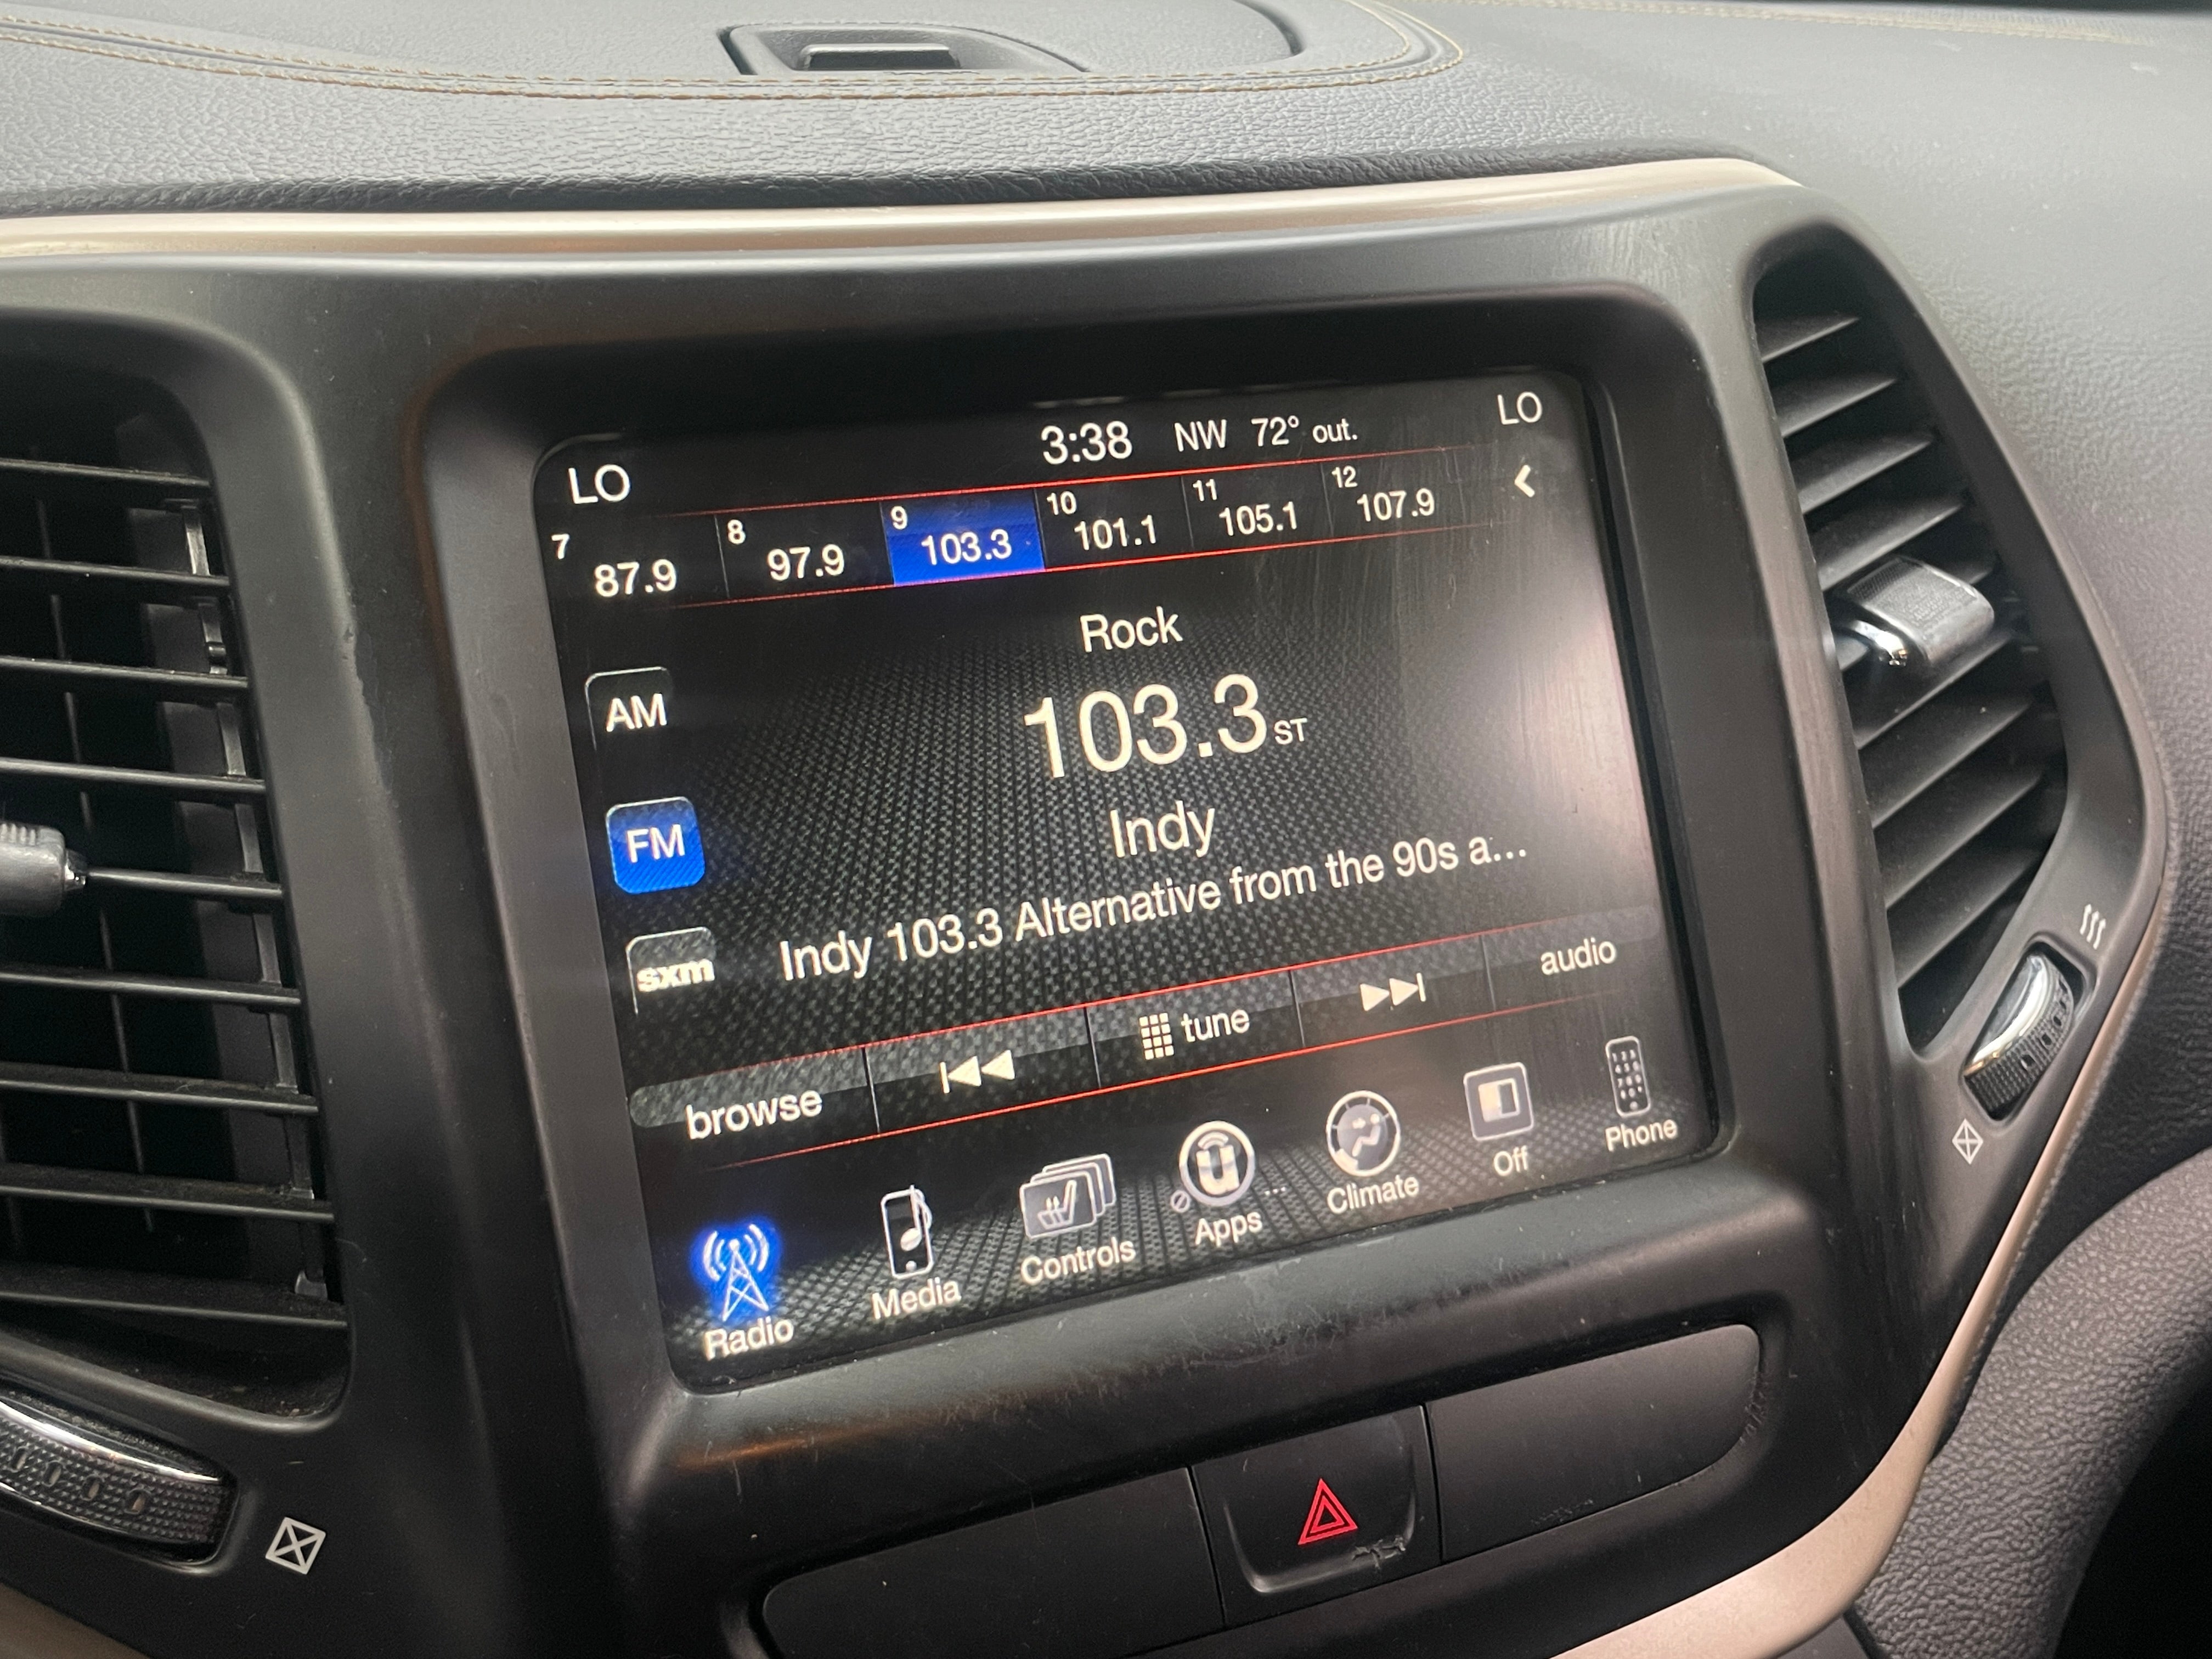 LO 3:38 NW 72° out. LO
7 87.9 8 97.9 9 103.3 10 101.1 11 105.1 12 107.9
Rock
AM
103.3 ST
FM
Indy
Indy 103.3 Alternative from the 90s a...
sxm
browse tune audio
Radio Media Controls Apps ... Climate Off Phone